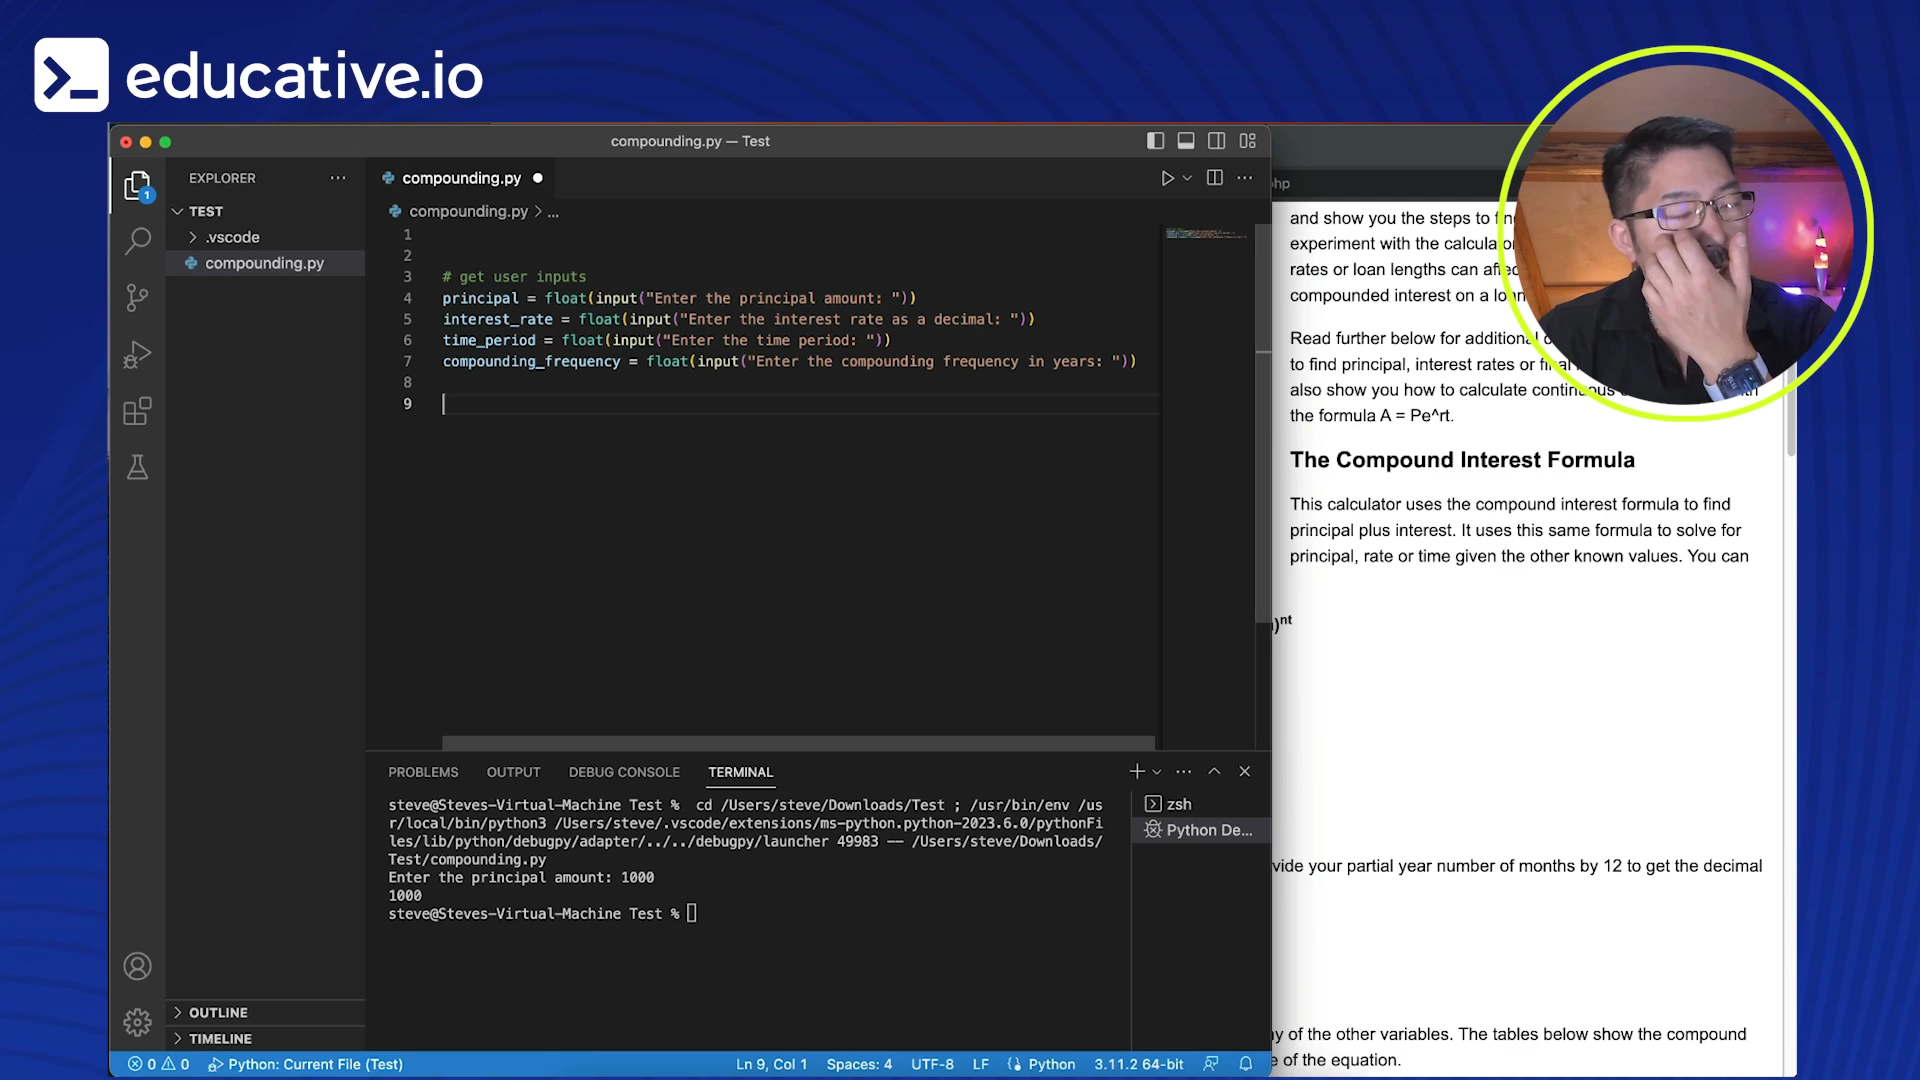 educative.io
compounding.py — Test
EXPLORER
TEST
.vscode
compounding.py
OUTLINE
TIMELINE
1
compounding.py
compounding.py > ...
1
2
3 # get user inputs
4 principal = float(input("Enter the principal amount: "))
5 interest_rate = float(input("Enter the interest rate as a decimal: "))
6 time_period = float(input("Enter the time period: "))
7 compounding_frequency = float(input("Enter the compounding frequency in years: "))
8
9
PROBLEMS OUTPUT DEBUG CONSOLE TERMINAL
steve@Steves-Virtual-Machine Test % cd /Users/steve/Downloads/Test ; /usr/bin/env /us
r/local/bin/python3 /Users/steve/.vscode/extensions/ms-python.python-2023.6.0/pythonFi
les/lib/python/debugpy/adapter/../../debugpy/launcher 49983 -- /Users/steve/Downloads/
Test/compounding.py
Enter the principal amount: 1000
1000
steve@Steves-Virtual-Machine Test %
zsh
Python De...
0 0 Python: Current File (Test) Ln 9, Col 1 Spaces: 4 UTF-8 LF Python 3.11.2 64-bit
hp
and show you the steps to
experiment with the
rates or loan lengths can
compounded interest on a
Read further below for additional
to find principal, interest rates or
also show you how to calculate
the formula A = Pe^rt.
The Compound Interest Formula
This calculator uses the compound interest formula to find
principal plus interest. It uses this same formula to solve for
principal, rate or time given the other known values. You can
)nt
vide your partial year number of months by 12 to get the decimal
y of the other variables. The tables below show the compound
e of the equation.